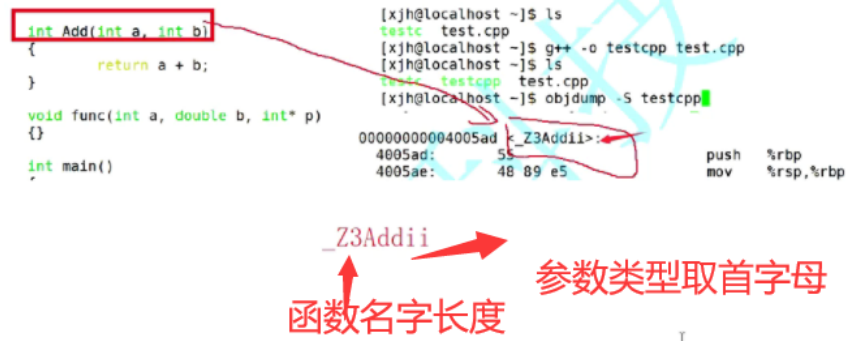 int Add(int a, int b)
{
return a + b;
}
void func(int a, double b, int* p)
{}
int main()
[xjh@localhost ~]$ ls
testc test.cpp
[xjh@localhost ~]$ g++ -o testcpp test.cpp
[xjh@localhost ~]$ ls
testc testcpp test.cpp
[xjh@localhost ~]$ objdump -S testcpp
00000000004005ad <_Z3Addii>:
4005ad: 55 push %rbp
4005ae: 48 89 e5 mov %rsp,%rbp
_Z3Addii
参数类型取首字母
函数名字长度